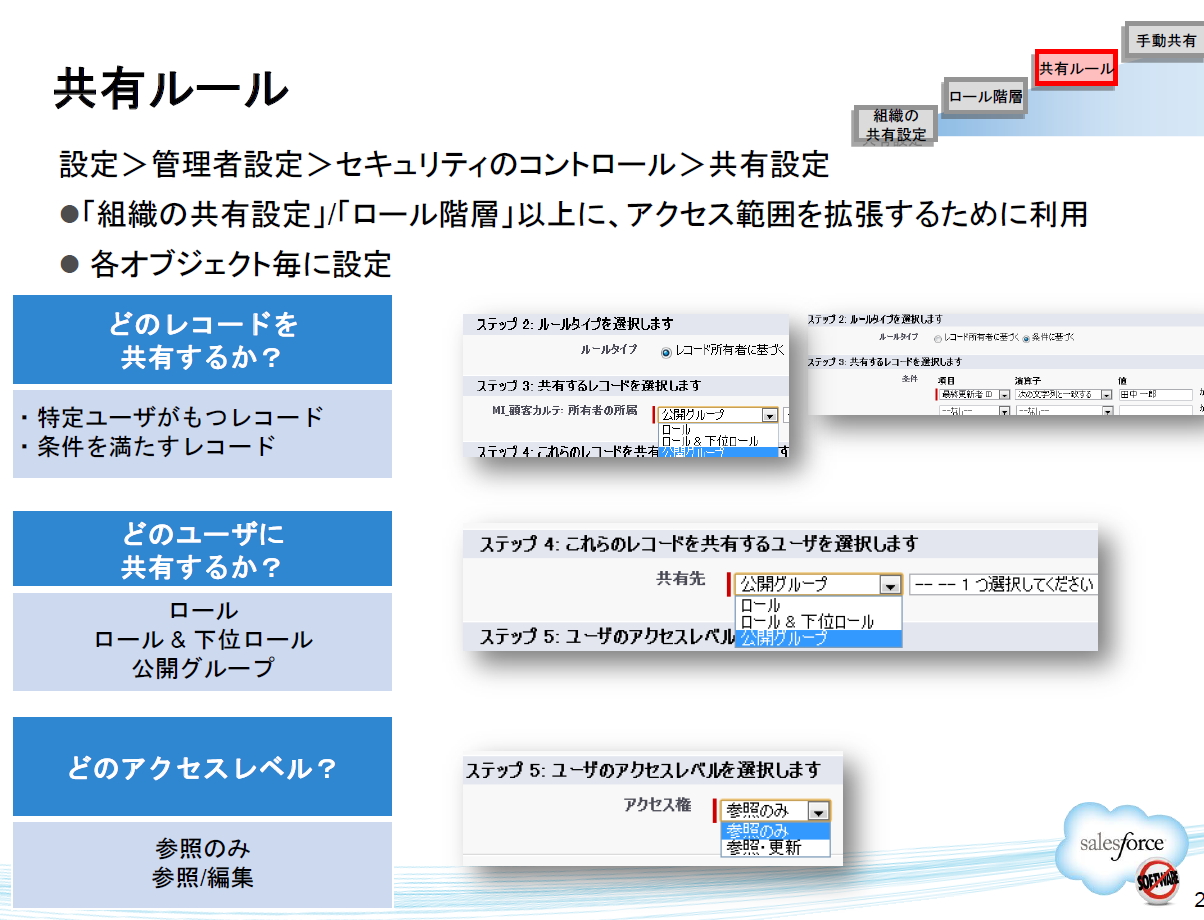 共有ルール
手動共有
共有ルール
ロール階層
組織の
共有設定
設定＞管理者設定＞セキュリティのコントロール＞共有設定
●「組織の共有設定」/「ロール階層」以上に、アクセス範囲を拡張するために利用
● 各オブジェクト毎に設定
どのレコードを
共有するか？
・特定ユーザがもつレコード
・条件を満たすレコード
ステップ 2: ルールタイプを選択します
ルールタイプ レコード所有者に基づく
ステップ 3: 共有するレコードを選択します
MI_顧客カルテ: 所有者の所属 公開グループ
ロール
ロール & 下位ロール
公開グループ
ステップ 4: これらのレコードを共有
ステップ 2: ルールタイプを選択します
ルールタイプ レコード所有者に基づく 条件に基づく
ステップ 3: 共有するレコードを選択します
条件 項目 演算子 値
最終更新者 ID 次の文字列と一致する 田中 一郎
--なし-- --なし--
どのユーザに
共有するか？
ロール
ロール & 下位ロール
公開グループ
ステップ 4: これらのレコードを共有するユーザを選択します
共有先 公開グループ -- -- 1 つ選択してください
ロール
ロール & 下位ロール
公開グループ
ステップ 5: ユーザのアクセスレベル
どのアクセスレベル？
参照のみ
参照/編集
ステップ 5: ユーザのアクセスレベルを選択します
アクセス権 参照のみ
参照のみ
参照・更新
salesforce
SOFTWARE
2